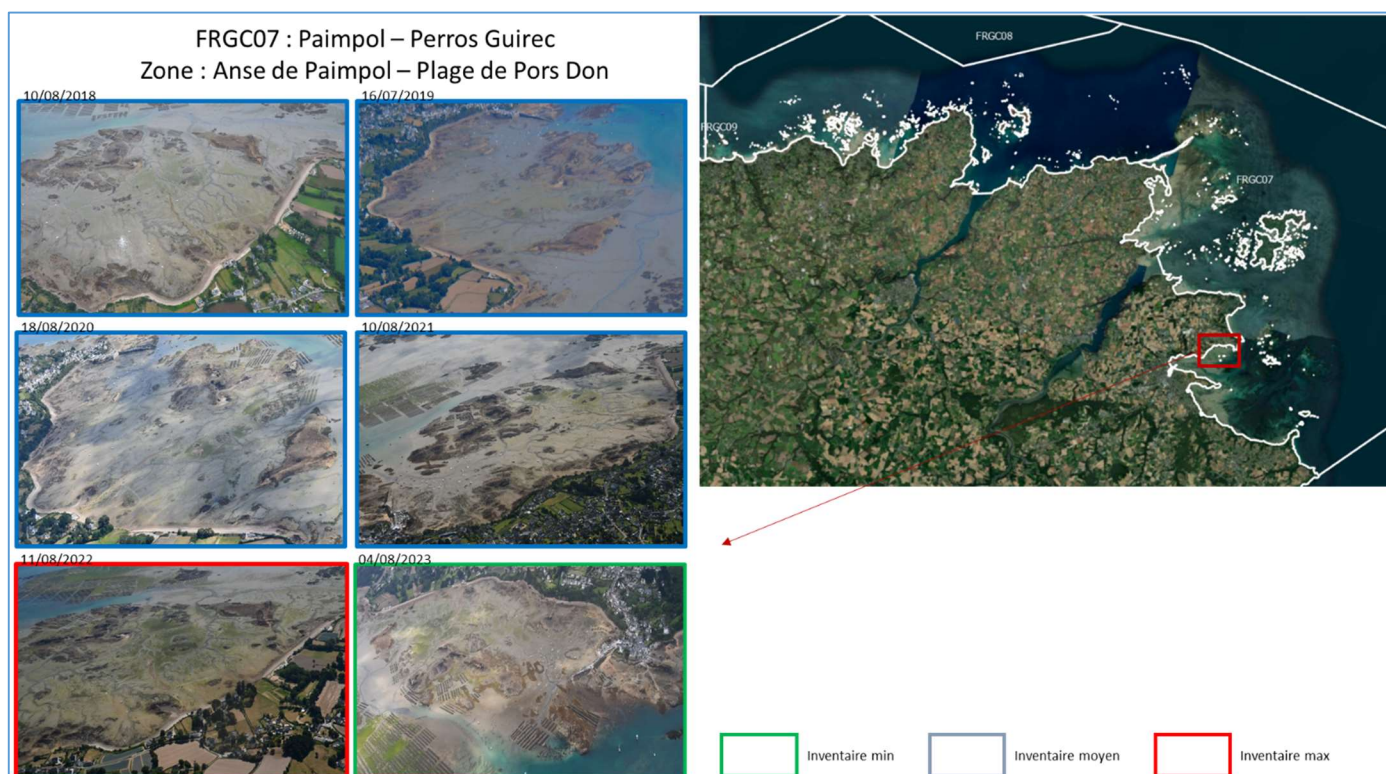 FRGC07 : Paimpol – Perros Guirec
Zone : Anse de Paimpol – Plage de Pors Don
10/08/2018
16/07/2019
18/08/2020
10/08/2021
11/08/2022
04/08/2023
FRGC08
FRGC09
FRGC07
Inventaire min
Inventaire moyen
Inventaire max